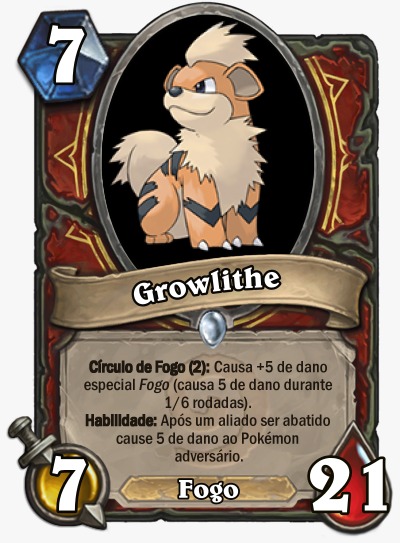 7
Growlithe
Círculo de Fogo (2): Causa +5 de dano
especial Fogo (causa 5 de dano durante
1/6 rodadas).
Habilidade: Após um aliado ser abatido
cause 5 de dano ao Pokémon
adversário.
7
Fogo
21